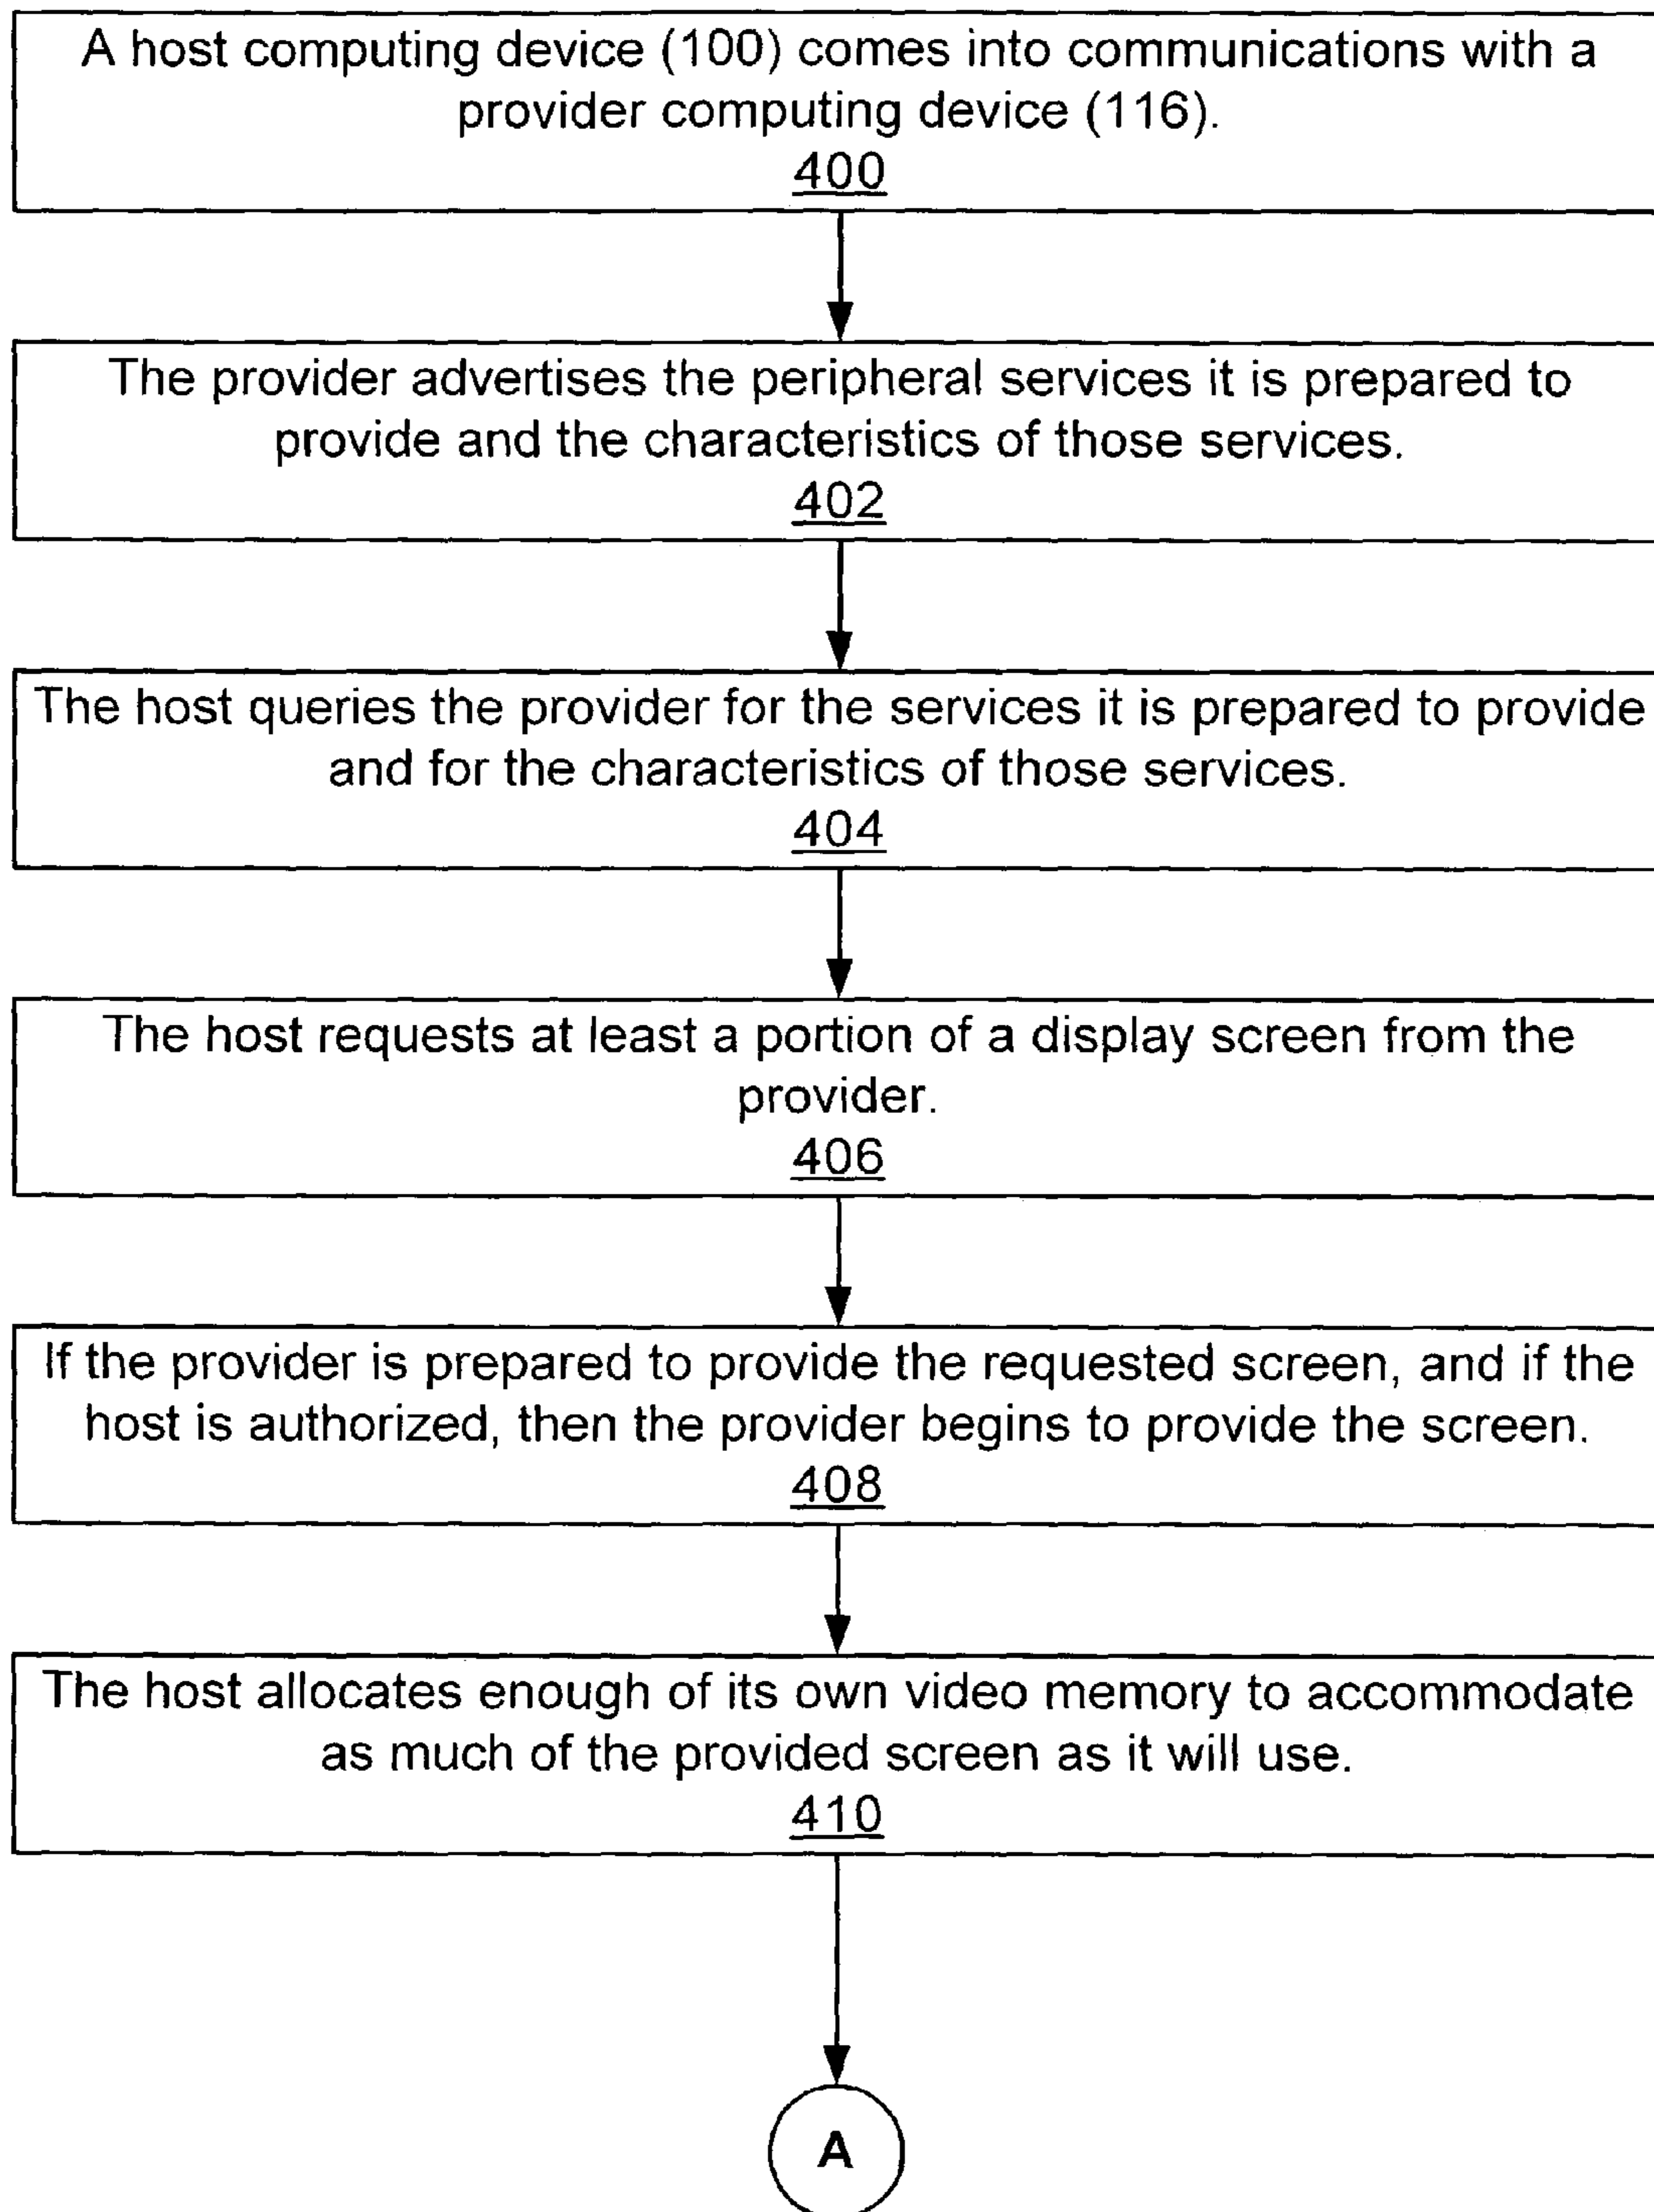 A host computing device (100) comes into communications with a
provider computing device (116).
400
The provider advertises the peripheral services it is prepared to
provide and the characteristics of those services.
402
The host queries the provider for the services it is prepared to provide
and for the characteristics of those services.
404
The host requests at least a portion of a display screen from the
provider.
406
If the provider is prepared to provide the requested screen, and if the
host is authorized, then the provider begins to provide the screen.
408
The host allocates enough of its own video memory to accommodate
as much of the provided screen as it will use.
410
A